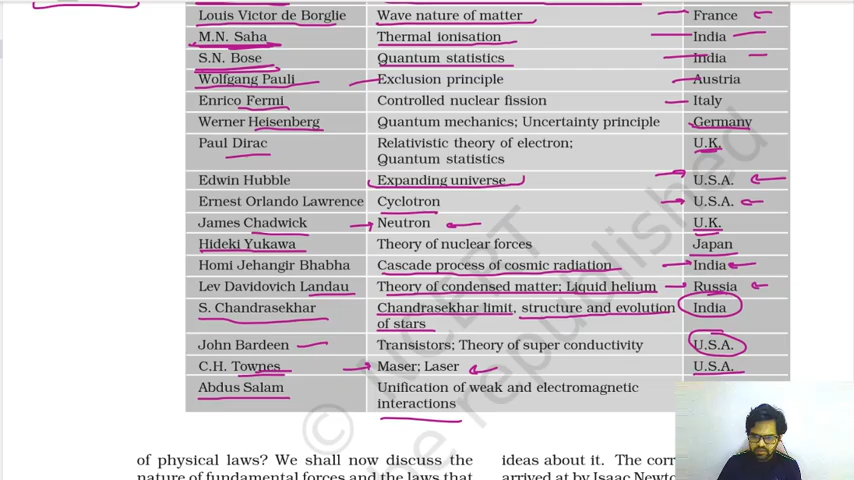 Louis Victor de Borglie Wave nature of matter France
M.N. Saha Thermal ionisation India
S.N. Bose Quantum statistics India
Wolfgang Pauli Exclusion principle Austria
Enrico Fermi Controlled nuclear fission Italy
Werner Heisenberg Quantum mechanics; Uncertainty principle Germany
Paul Dirac Relativistic theory of electron; U.K.
Quantum statistics
Edwin Hubble Expanding universe U.S.A.
Ernest Orlando Lawrence Cyclotron U.S.A.
James Chadwick Neutron U.K.
Hideki Yukawa Theory of nuclear forces Japan
Homi Jehangir Bhabha Cascade process of cosmic radiation India
Lev Davidovich Landau Theory of condensed matter; Liquid helium Russia
S. Chandrasekhar Chandrasekhar limit, structure and evolution India
of stars
John Bardeen Transistors; Theory of super conductivity U.S.A.
C.H. Townes Maser; Laser U.S.A.
Abdus Salam Unification of weak and electromagnetic
interactions
of physical laws? We shall now discuss the
nature of fundamental forces and the laws that
ideas about it. The
arrived at by Isaac
© NCERT
be republished